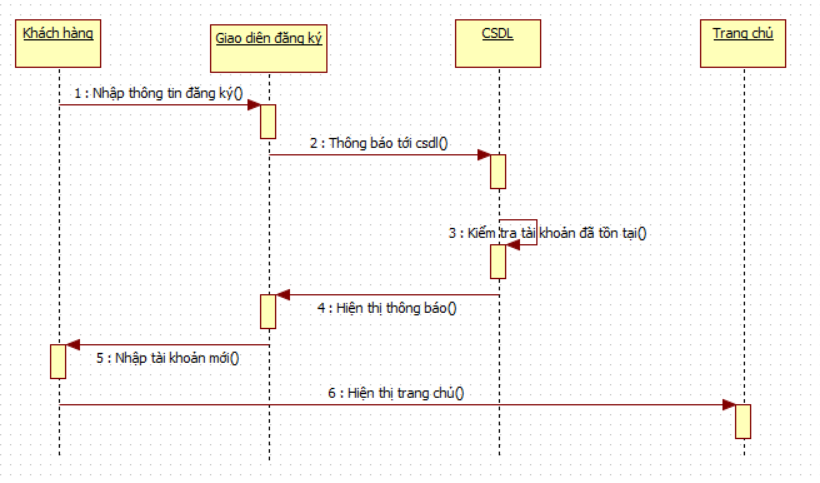 Khách hàng
Giao diện đăng ký
CSDL
Trang chủ
1 : Nhập thông tin đăng ký()
2 : Thông báo tới csdl()
3 : Kiểm tra tài khoản đã tồn tại()
4 : Hiện thị thông báo()
5 : Nhập tài khoản mới()
6 : Hiện thị trang chủ()